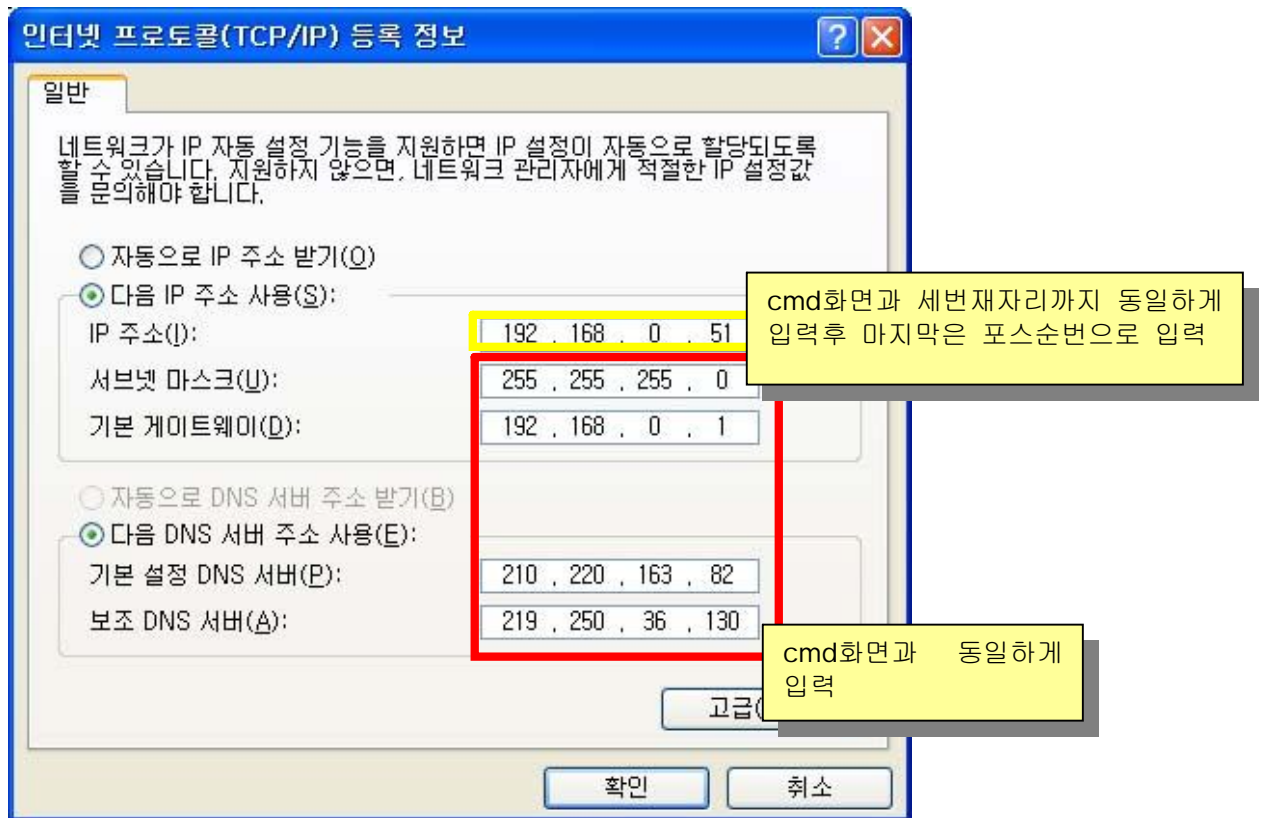 인터넷 프로토콜(TCP/IP) 등록 정보
일반
네트워크가 IP 자동 설정 기능을 지원하면 IP 설정이 자동으로 할당되도록
할 수 있습니다. 지원하지 않으면, 네트워크 관리자에게 적절한 IP 설정값
을 문의해야 합니다.
자동으로 IP 주소 받기(O)
다음 IP 주소 사용(S):
IP 주소(I): 192 . 168 . 0 . 51
cmd화면과 세번재자리까지 동일하게
입력후 마지막은 포스순번으로 입력
서브넷 마스크(U): 255 . 255 . 255 . 0
기본 게이트웨이(D): 192 . 168 . 0 . 1
자동으로 DNS 서버 주소 받기(B)
다음 DNS 서버 주소 사용(E):
기본 설정 DNS 서버(P): 210 . 220 . 163 . 82
보조 DNS 서버(A): 219 . 250 . 36 . 130
cmd화면과 동일하게
입력
고급(
확인 취소